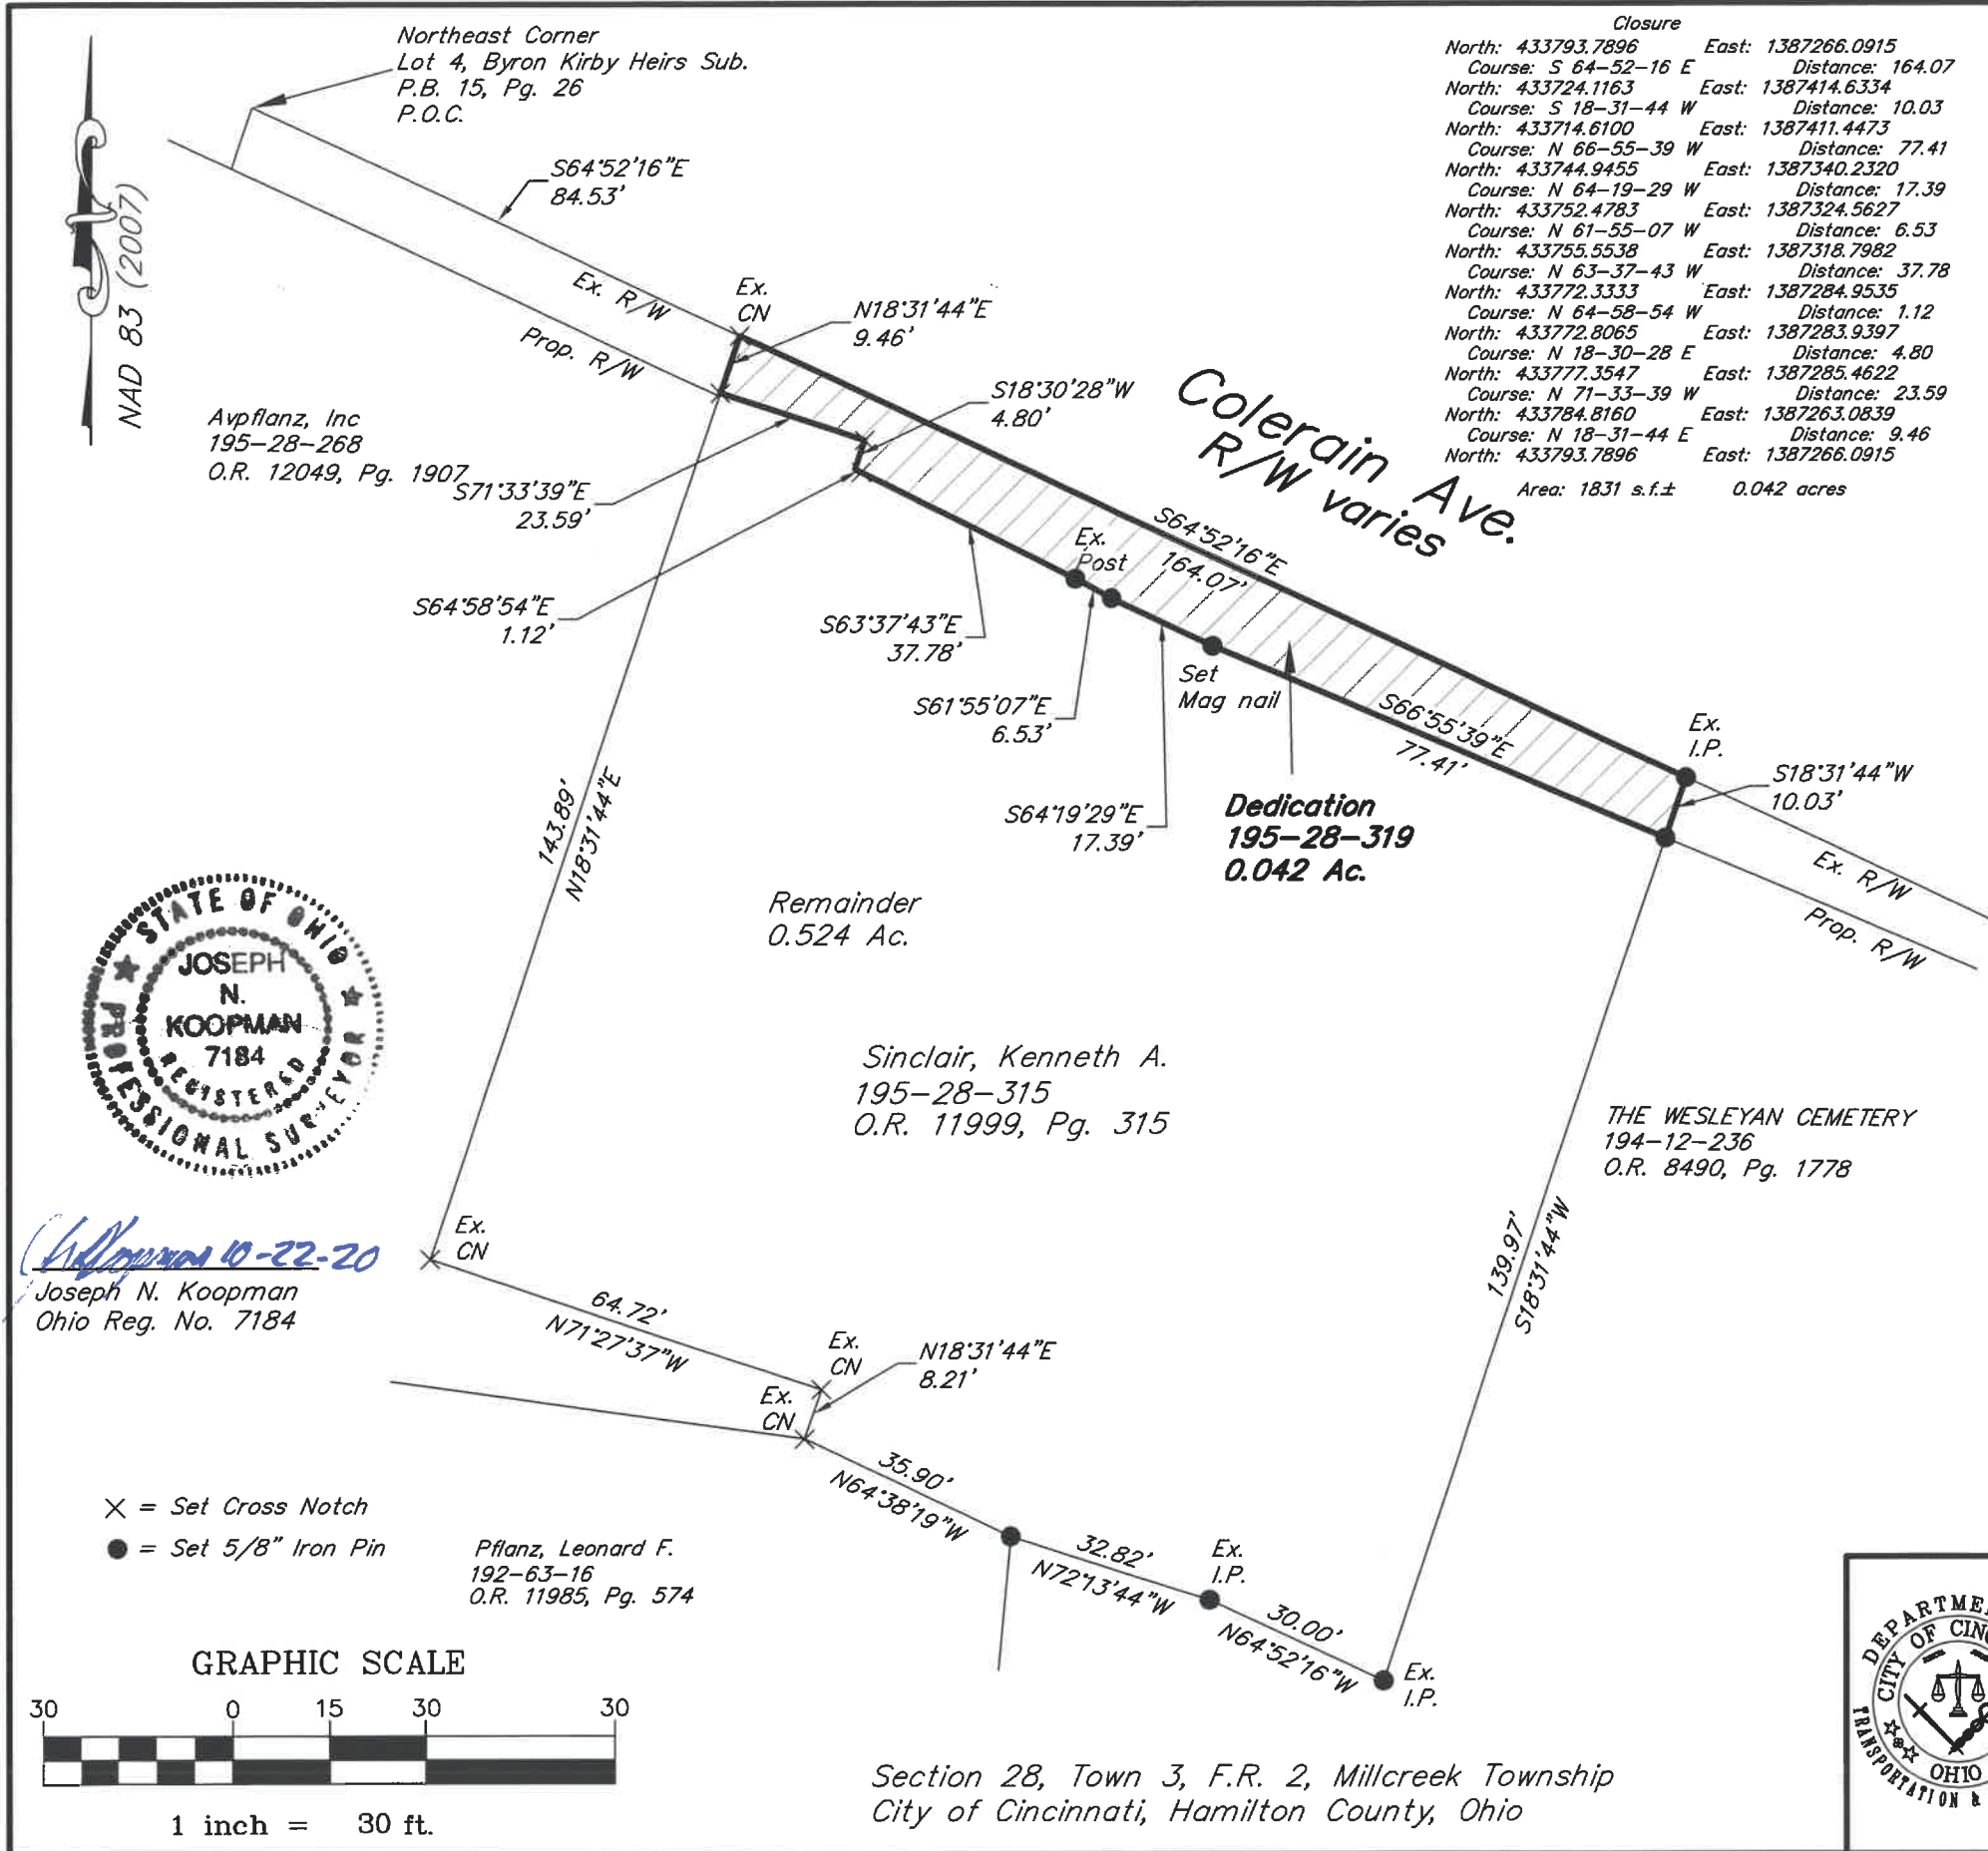 Northeast Corner
Lot 4, Byron Kirby Heirs Sub.
P.B. 15, Pg. 26
P.O.C.
Closure
North: 433793.7896 East: 1387266.0915
Course: S 64-52-16 E Distance: 164.07
North: 433724.1163 East: 1387414.6334
Course: S 18-31-44 W Distance: 10.03
North: 433714.6100 East: 1387411.4473
Course: N 66-55-39 W Distance: 77.41
North: 433744.9455 East: 1387340.2320
Course: N 64-19-29 W Distance: 17.39
North: 433752.4783 East: 1387324.5627
Course: N 61-55-07 W Distance: 6.53
North: 433755.5538 East: 1387318.7982
Course: N 63-37-43 W Distance: 37.78
North: 433772.3333 East: 1387284.9535
Course: N 64-58-54 W Distance: 1.12
North: 433772.8065 East: 1387283.9397
Course: N 18-30-28 E Distance: 4.80
North: 433777.3547 East: 1387285.4622
Course: N 71-33-39 W Distance: 23.59
North: 433784.8160 East: 1387263.0839
Course: N 18-31-44 E Distance: 9.46
North: 433793.7896 East: 1387266.0915
Area: 1831 s.f.± 0.042 acres
NAD 83 (2007)
S64°52'16"E
84.53'
Ex. R/W
Prop. R/W
Ex.
CN
N18°31'44"E
9.46'
S18°30'28"W
4.80'
Colerain Ave.
R/W varies
Avpflanz, Inc
195-28-268
O.R. 12049, Pg. 1907
S71°33'39"E
23.59'
S64°58'54"E
1.12'
Ex.
Post
S64°52'16"E
164.07'
S63°37'43"E
37.78'
S61°55'07"E
6.53'
Set
Mag nail
S66°55'39"E
77.41'
Ex.
I.P.
S18°31'44"W
10.03'
S64°19'29"E
17.39'
Dedication
195-28-319
0.042 Ac.
Ex. R/W
Prop. R/W
143.89'
N18°31'44"E
Remainder
0.524 Ac.
STATE OF OHIO
JOSEPH
N.
KOOPMAN
7184
REGISTERED
PROFESSIONAL SURVEYOR
Sinclair, Kenneth A.
195-28-315
O.R. 11999, Pg. 315
THE WESLEYAN CEMETERY
194-12-236
O.R. 8490, Pg. 1778
139.97'
S18°31'44"W
10-22-20
Joseph N. Koopman
Ohio Reg. No. 7184
Ex.
CN
64.72'
N71°27'37"W
Ex.
CN
N18°31'44"E
8.21'
Ex.
CN
35.90'
N64°38'19"W
32.82'
N72°13'44"W
Ex.
I.P.
30.00'
N64°52'16"W
Ex.
I.P.
X = Set Cross Notch
● = Set 5/8" Iron Pin
Pflanz, Leonard F.
192-63-16
O.R. 11985, Pg. 574
GRAPHIC SCALE
30 0 15 30 30
1 inch = 30 ft.
Section 28, Town 3, F.R. 2, Millcreek Township
City of Cincinnati, Hamilton County, Ohio
CITY OF
OHIO
TRANSPORTATION &